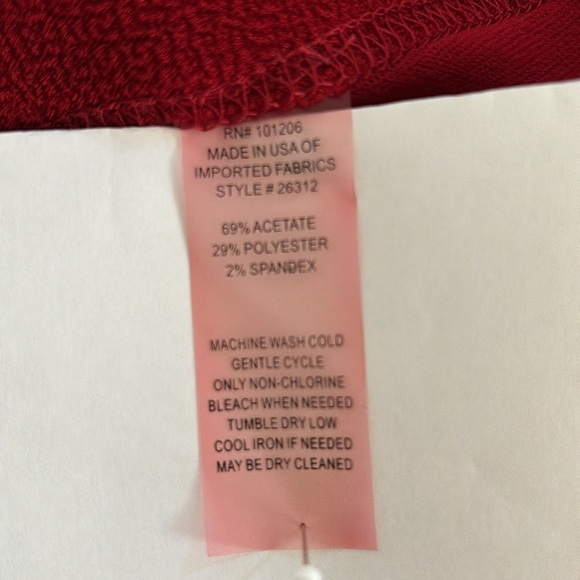 RN# 101206
MADE IN USA OF
IMPORTED FABRICS
STYLE # 26312
69% ACETATE
29% POLYESTER
2% SPANDEX
MACHINE WASH COLD
GENTLE CYCLE
ONLY NON-CHLORINE
BLEACH WHEN NEEDED
TUMBLE DRY LOW
COOL IRON IF NEEDED
MAY BE DRY CLEANED